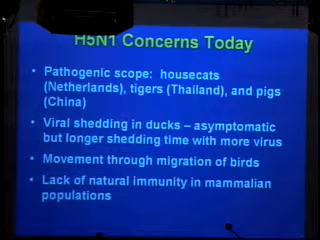 H5N1 Concerns Today
• Pathogenic scope: housecats
(Netherlands), tigers (Thailand), and pigs
(China)
• Viral shedding in ducks – asymptomatic
but longer shedding time with more virus
• Movement through migration of birds
• Lack of natural immunity in mammalian
populations